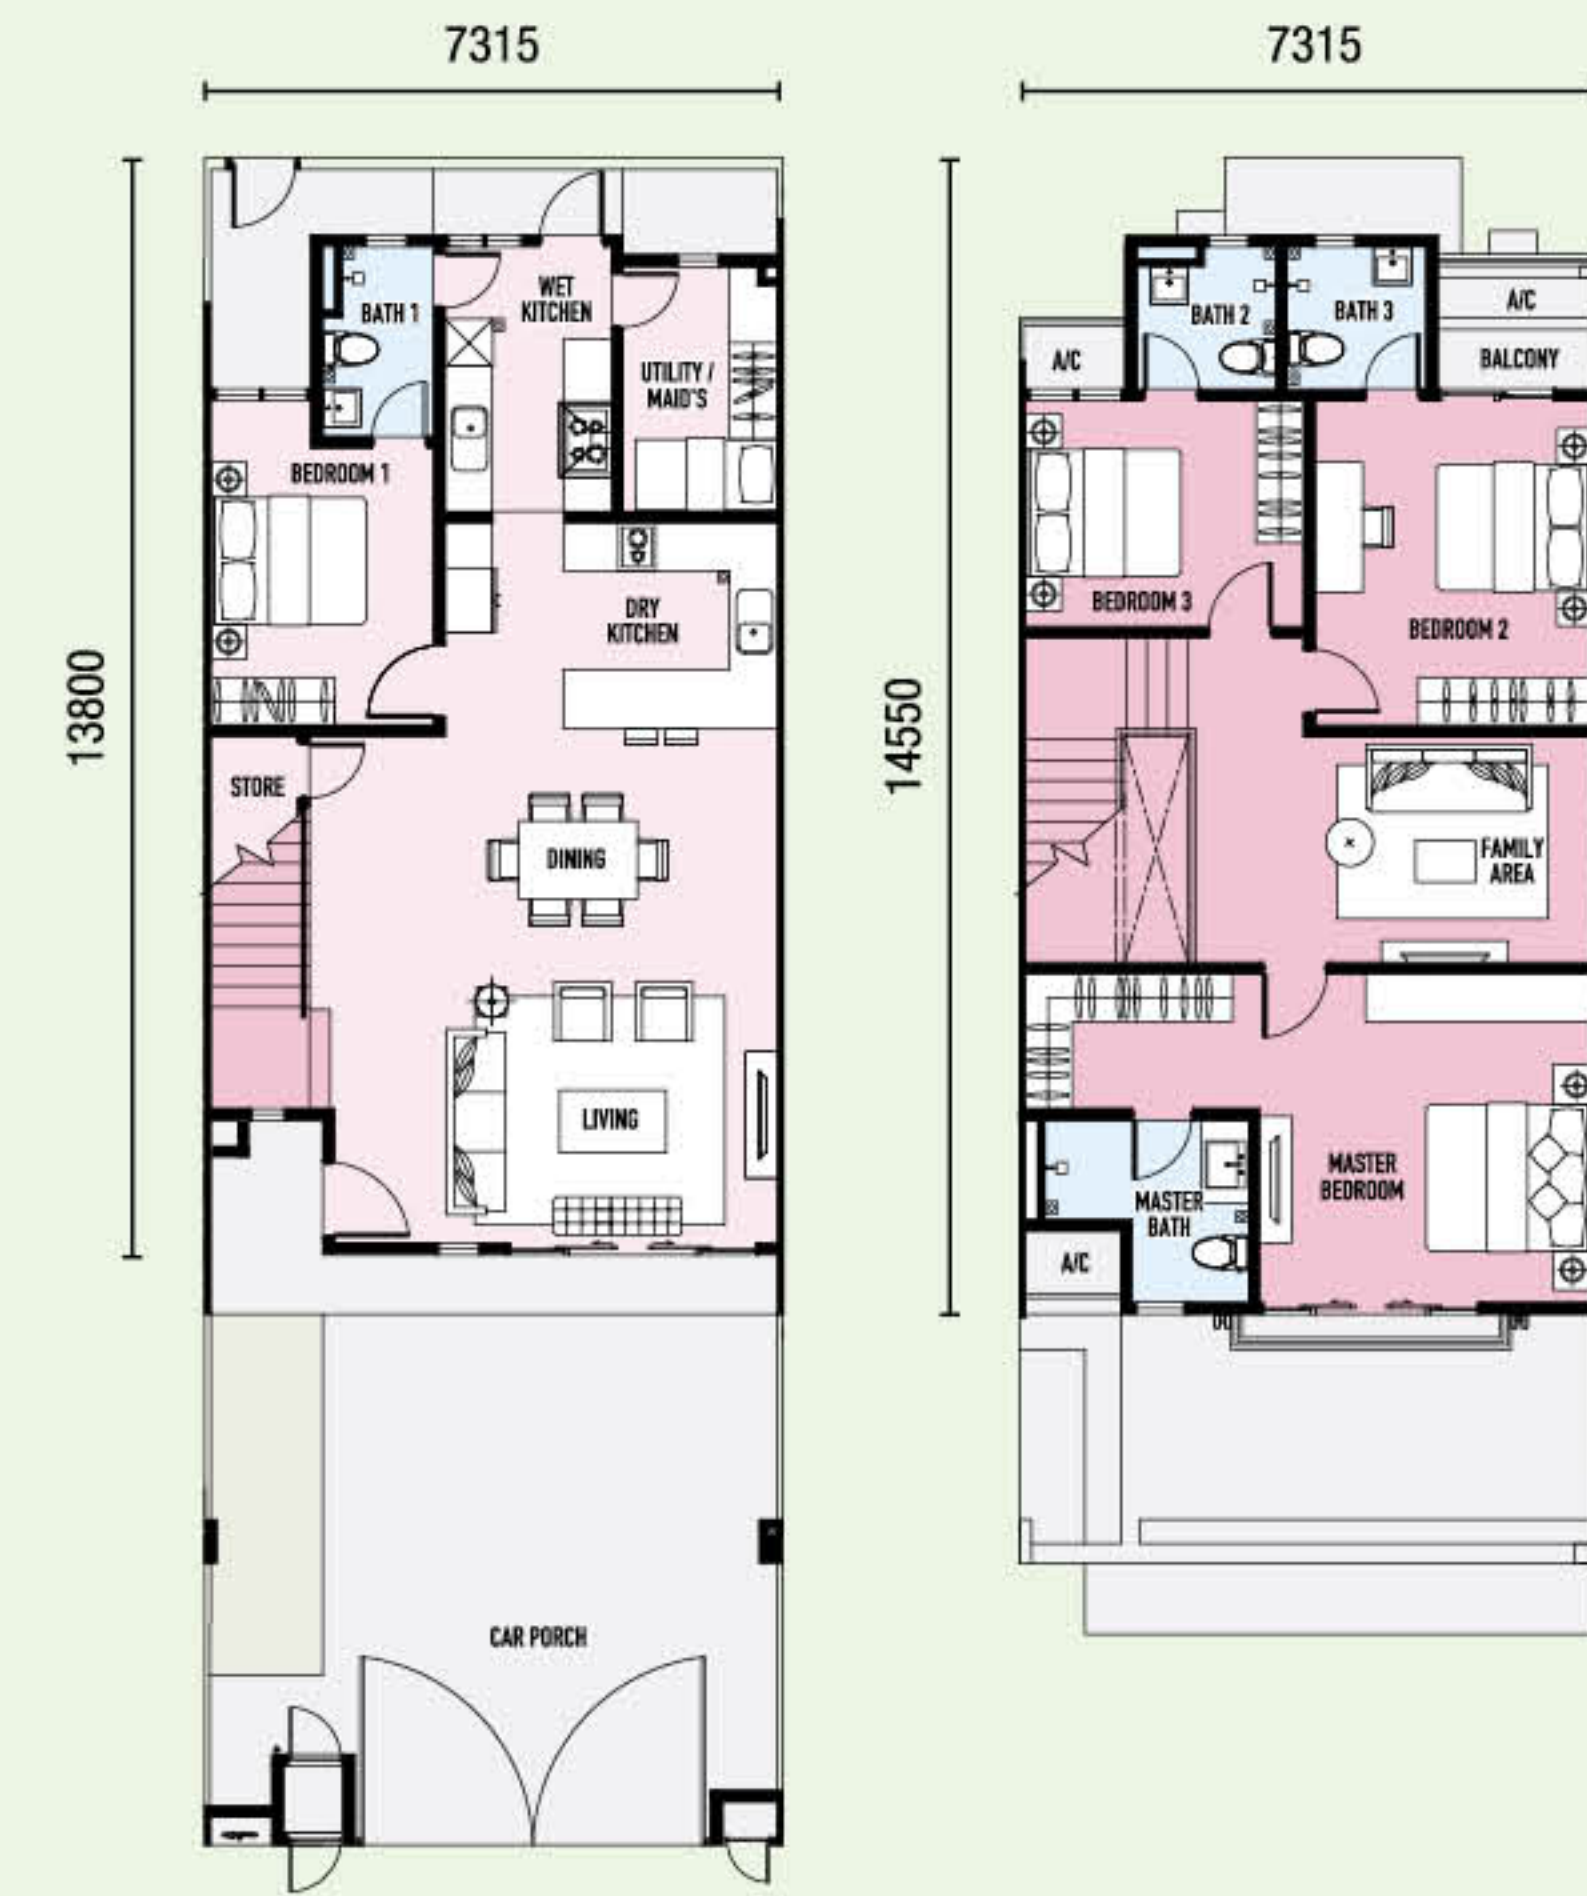 7315
7315
13800
14550
BATH 1
WET
KITCHEN
UTILITY /
MAID'S
BEDROOM 1
DRY
KITCHEN
STORE
DINING
LIVING
CAR PORCH
A/C
BATH 2
BATH 3
A/C
BALCONY
BEDROOM 3
BEDROOM 2
FAMILY
AREA
MASTER
BEDROOM
MASTER
BATH
A/C